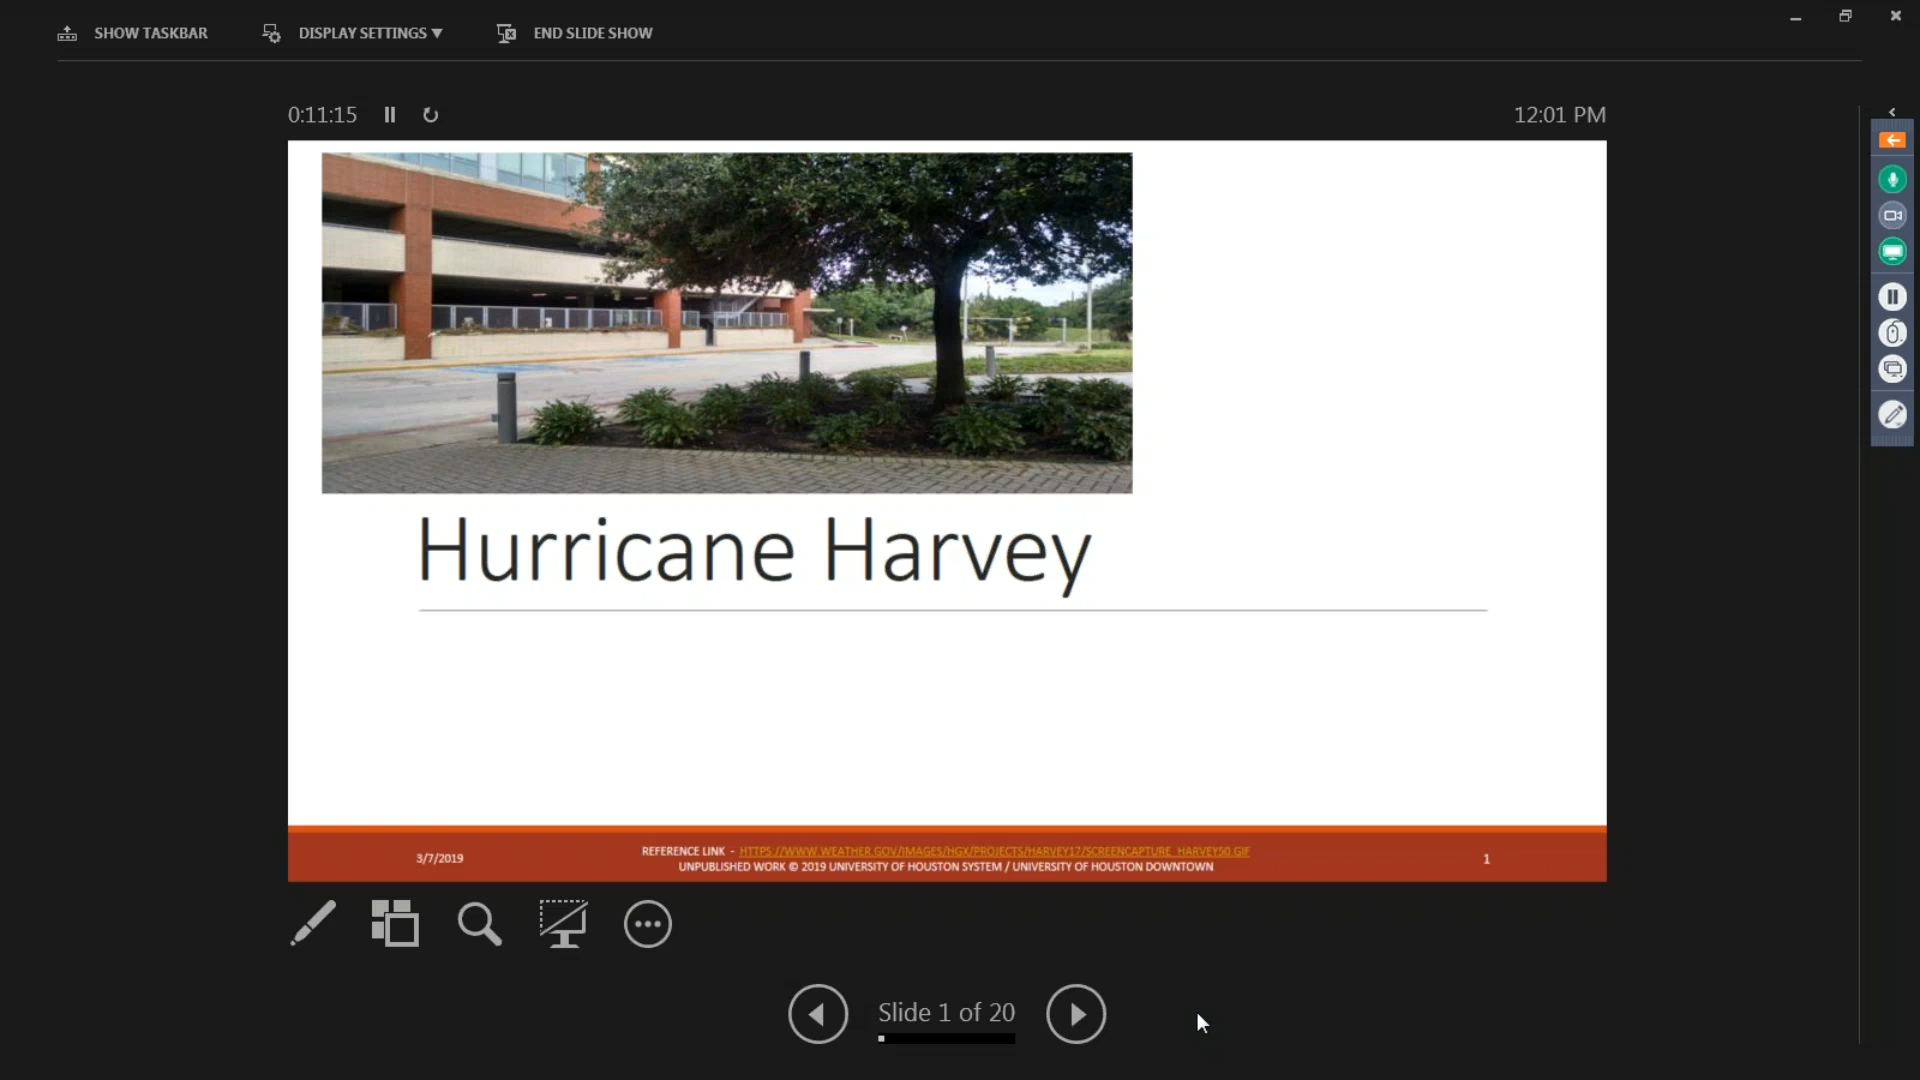 SHOW TASKBAR
DISPLAY SETTINGS ▼
END SLIDE SHOW
0:11:15
12:01 PM
Hurricane Harvey
3/7/2019
REFERENCE LINK - HTTPS://WWW.WEATHER.GOV/IMAGES/HGX/PROJECTS/HARVEY17/SCREENCAPTURE_HARVEY50.GIF
UNPUBLISHED WORK © 2019 UNIVERSITY OF HOUSTON SYSTEM / UNIVERSITY OF HOUSTON DOWNTOWN
1
Slide 1 of 20